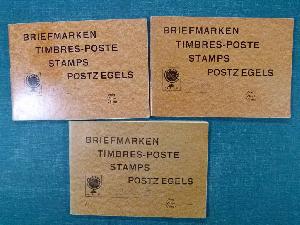 BRIEFMARKEN
TIMBRES-POSTE
STAMPS
POSTZEGELS
BRIEFMARKEN
TIMBRES-POSTE
STAMPS
POSTZEGELS
BRIEFMARKEN
TIMBRES-POSTE
STAMPS
POSTZEGELS